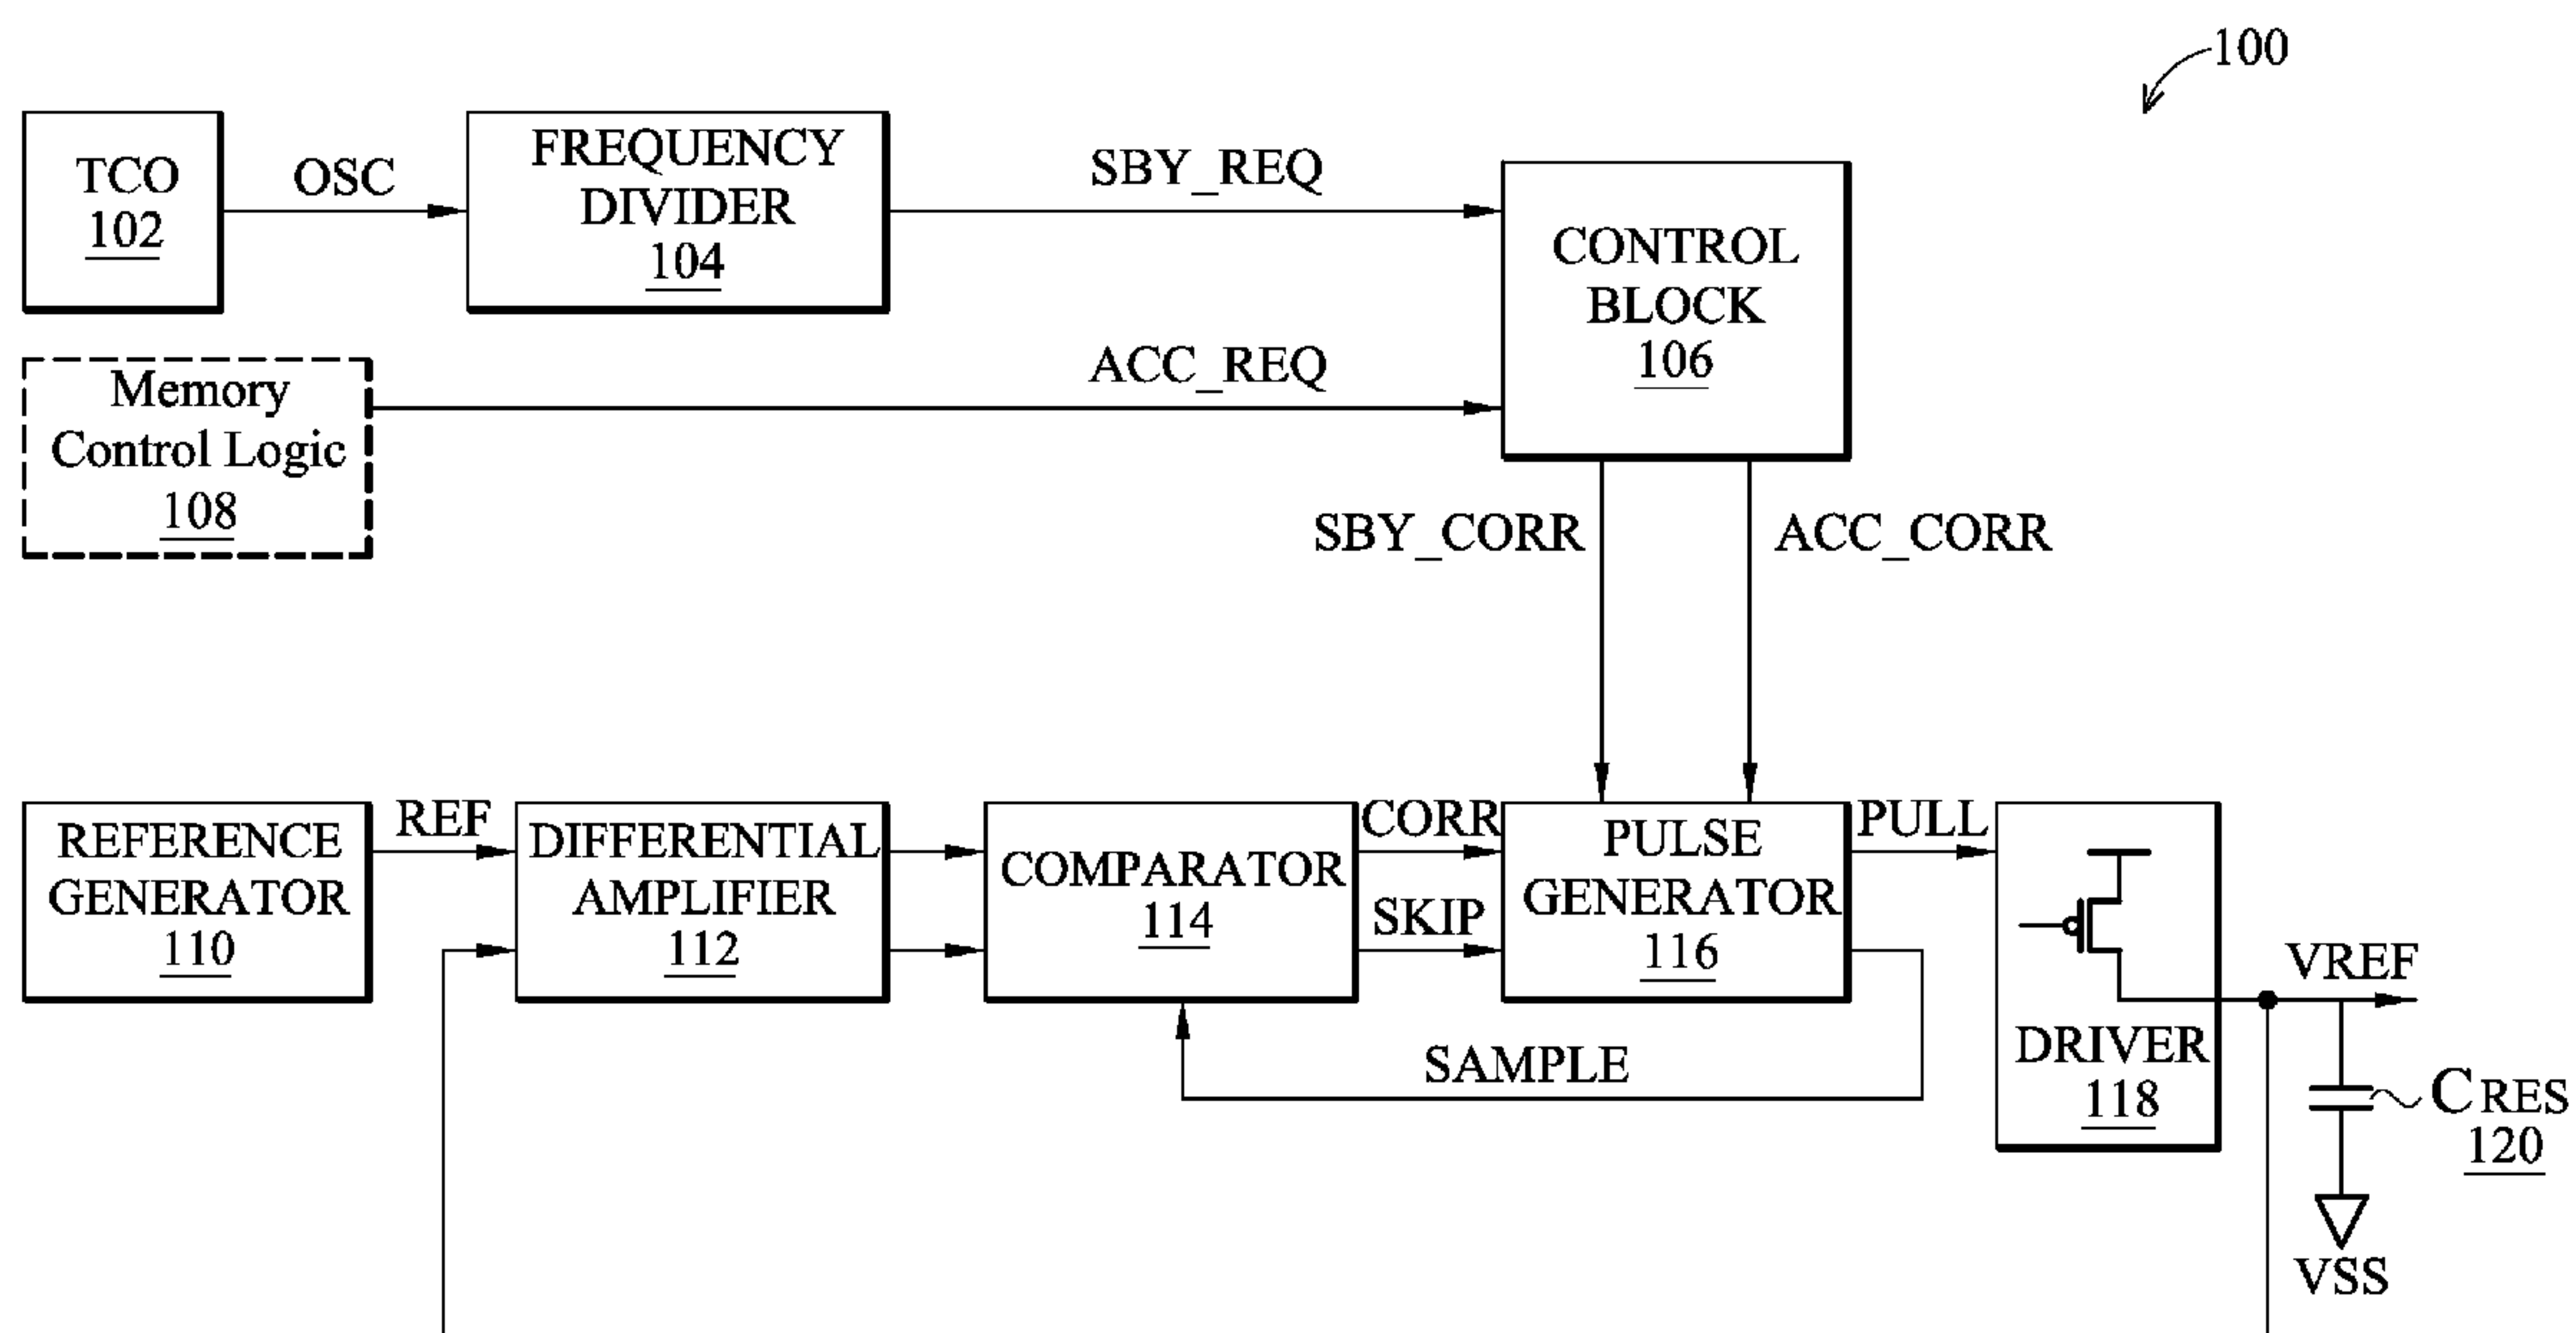 100
TCO
102
OSC
FREQUENCY
DIVIDER
104
SBY_REQ
CONTROL
BLOCK
106
Memory
Control Logic
108
ACC_REQ
SBY_CORR
ACC_CORR
REFERENCE
GENERATOR
110
REF
DIFFERENTIAL
AMPLIFIER
112
COMPARATOR
114
CORR
SKIP
PULSE
GENERATOR
116
PULL
SAMPLE
DRIVER
118
VREF
CRES
120
VSS